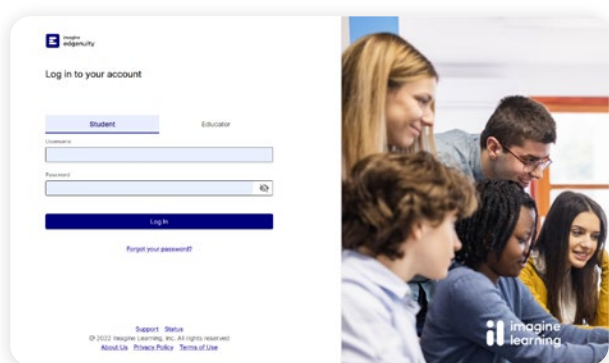 E
imagine
edgenuity
Log in to your account
Student
Educator
Username
Password
Log In
Forgot your password?
Support Status
© 2022 Imagine Learning, Inc. All rights reserved
About Us Privacy Policy Terms of Use
imagine
learning